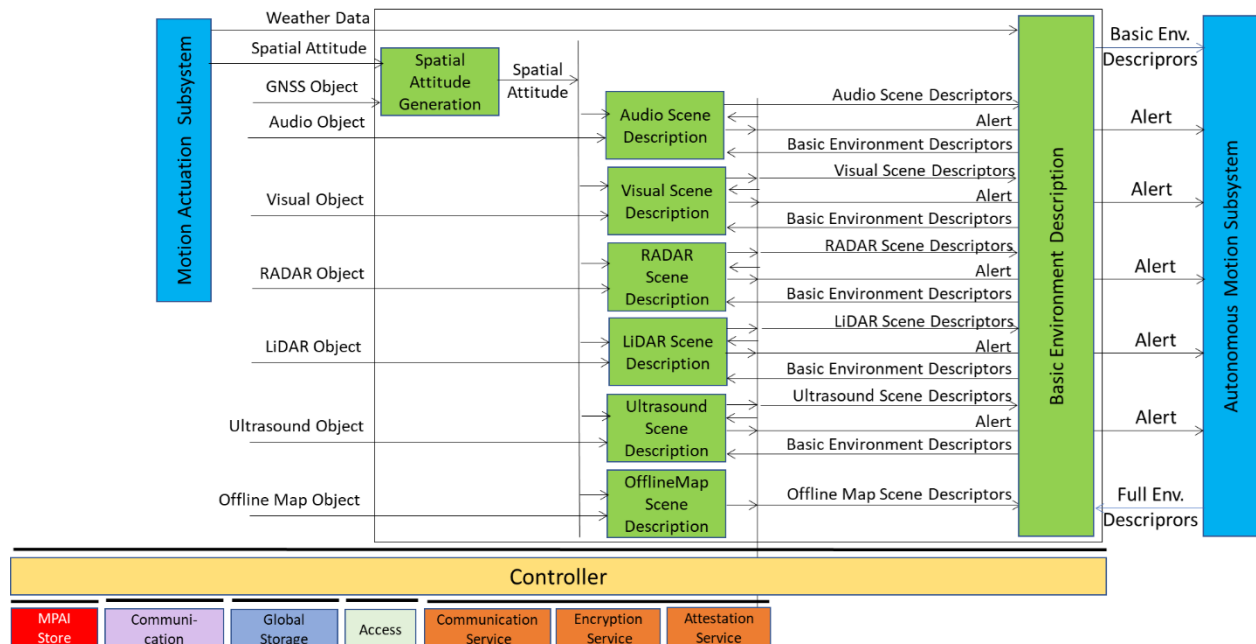 Weather Data
Spatial Attitude
GNSS Object
Audio Object
Visual Object
RADAR Object
LiDAR Object
Ultrasound Object
Offline Map Object
Motion Actuation Subsystem
Spatial
Attitude
Generation
Spatial
Attitude
Audio Scene
Description
Visual Scene
Description
RADAR
Scene
Description
LiDAR Scene
Description
Ultrasound
Scene
Description
OfflineMap
Scene
Description
Audio Scene Descriptors
Alert
Basic Environment Descriptors
Visual Scene Descriptors
Alert
Basic Environment Descriptors
RADAR Scene Descriptors
Alert
Basic Environment Descriptors
LiDAR Scene Descriptors
Alert
Basic Environment Descriptors
Ultrasound Scene Descriptors
Alert
Basic Environment Descriptors
Offline Map Scene Descriptors
Basic Environment Description
Basic Env.
Descriprors
Alert
Alert
Alert
Alert
Alert
Full Env.
Descriprors
Autonomous Motion Subsystem
Controller
MPAI
Store
Communi-
cation
Global
Storage
Access
Communication
Service
Encryption
Service
Attestation
Service